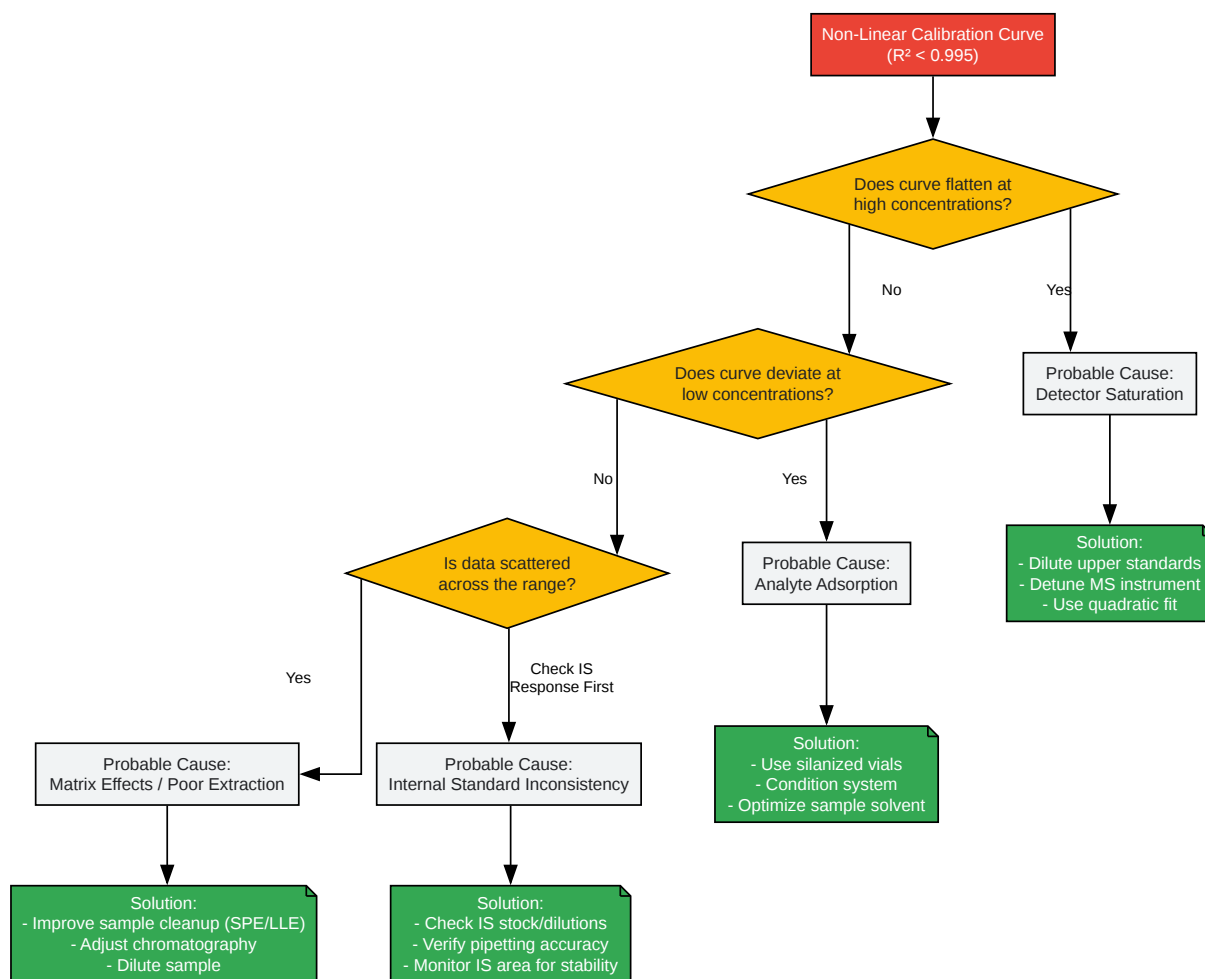 Non-Linear Calibration Curve
(R² < 0.995)
Does curve flatten at
high concentrations?
No
Yes
Does curve deviate at
low concentrations?
Probable Cause:
Detector Saturation
No
Yes
Solution:
- Dilute upper standards
- Detune MS instrument
- Use quadratic fit
Is data scattered
across the range?
Probable Cause:
Analyte Adsorption
Yes
Check IS
Response First
Solution:
- Use silanized vials
- Condition system
- Optimize sample solvent
Probable Cause:
Matrix Effects / Poor Extraction
Probable Cause:
Internal Standard Inconsistency
Solution:
- Improve sample cleanup (SPE/LLE)
- Adjust chromatography
- Dilute sample
Solution:
- Check IS stock/dilutions
- Verify pipetting accuracy
- Monitor IS area for stability